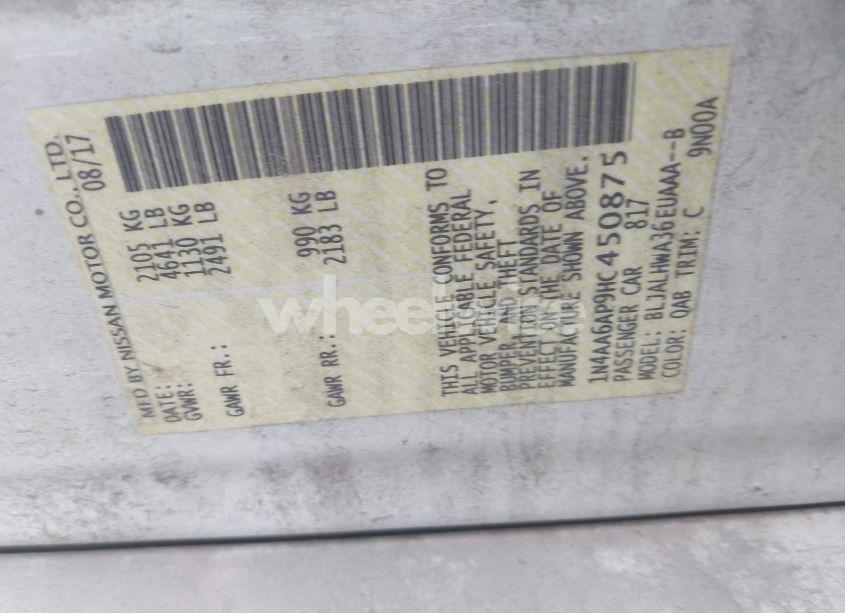 MFD BY NISSAN MOTOR CO., LTD.
DATE: 08/17
GVWR: 2105 KG
4641 LB
GAWR FR.: 1130 KG
2491 LB
GAWR RR.: 990 KG
2183 LB
THIS VEHICLE CONFORMS TO
ALL APPLICABLE FEDERAL
MOTOR VEHICLE SAFETY,
BUMPER, AND THEFT
PREVENTION STANDARDS IN
EFFECT ON THE DATE OF
MANUFACTURE SHOWN ABOVE.
1N4AA6AP9HC450875
PASSENGER CAR 817
MODEL: BLJALHWA36EUAAA--B
COLOR: QAB TRIM: C 9N00A